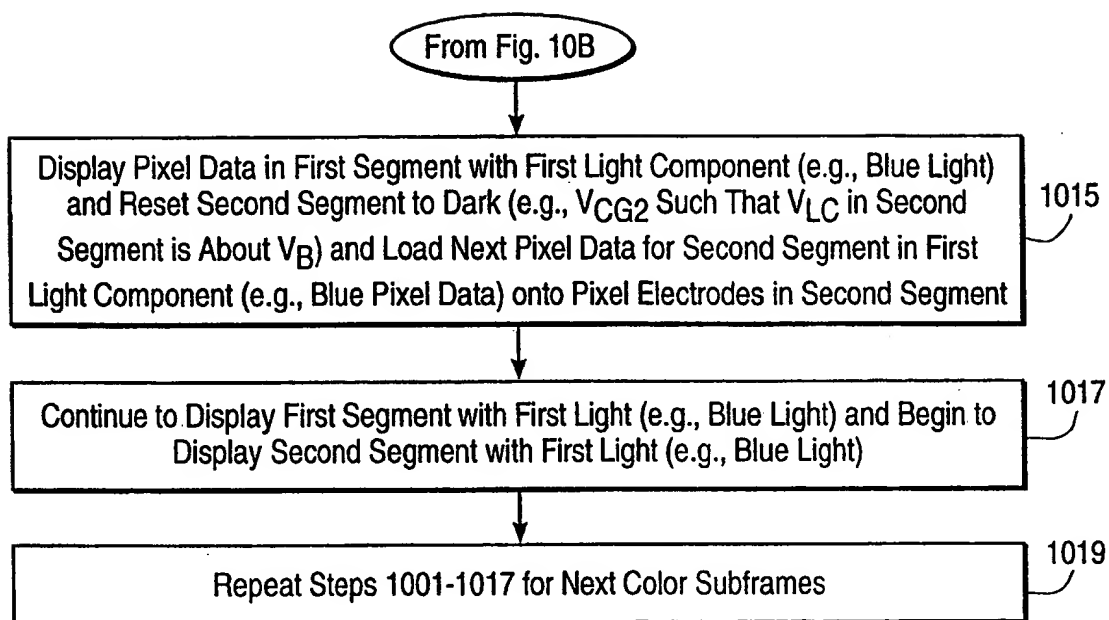 From Fig. 10B
Display Pixel Data in First Segment with First Light Component (e.g., Blue Light)
and Reset Second Segment to Dark (e.g., VCG2 Such That VLC in Second
Segment is About VB) and Load Next Pixel Data for Second Segment in First
Light Component (e.g., Blue Pixel Data) onto Pixel Electrodes in Second Segment
1015
Continue to Display First Segment with First Light (e.g., Blue Light) and Begin to
Display Second Segment with First Light (e.g., Blue Light)
1017
Repeat Steps 1001-1017 for Next Color Subframes
1019